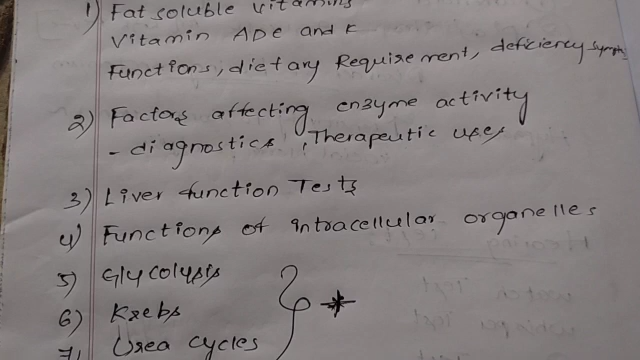 1) Fat soluble vitamins
Vitamin ADE and K
Functions, dietary Requirement, deficiency symp
2) Factors affecting enzyme activity
- diagnostics, Therapeutic uses
3) Liver function Tests
4) Functions of intracellular organelles
5) Glycolysis
6) Krebs
7) Urea cycles